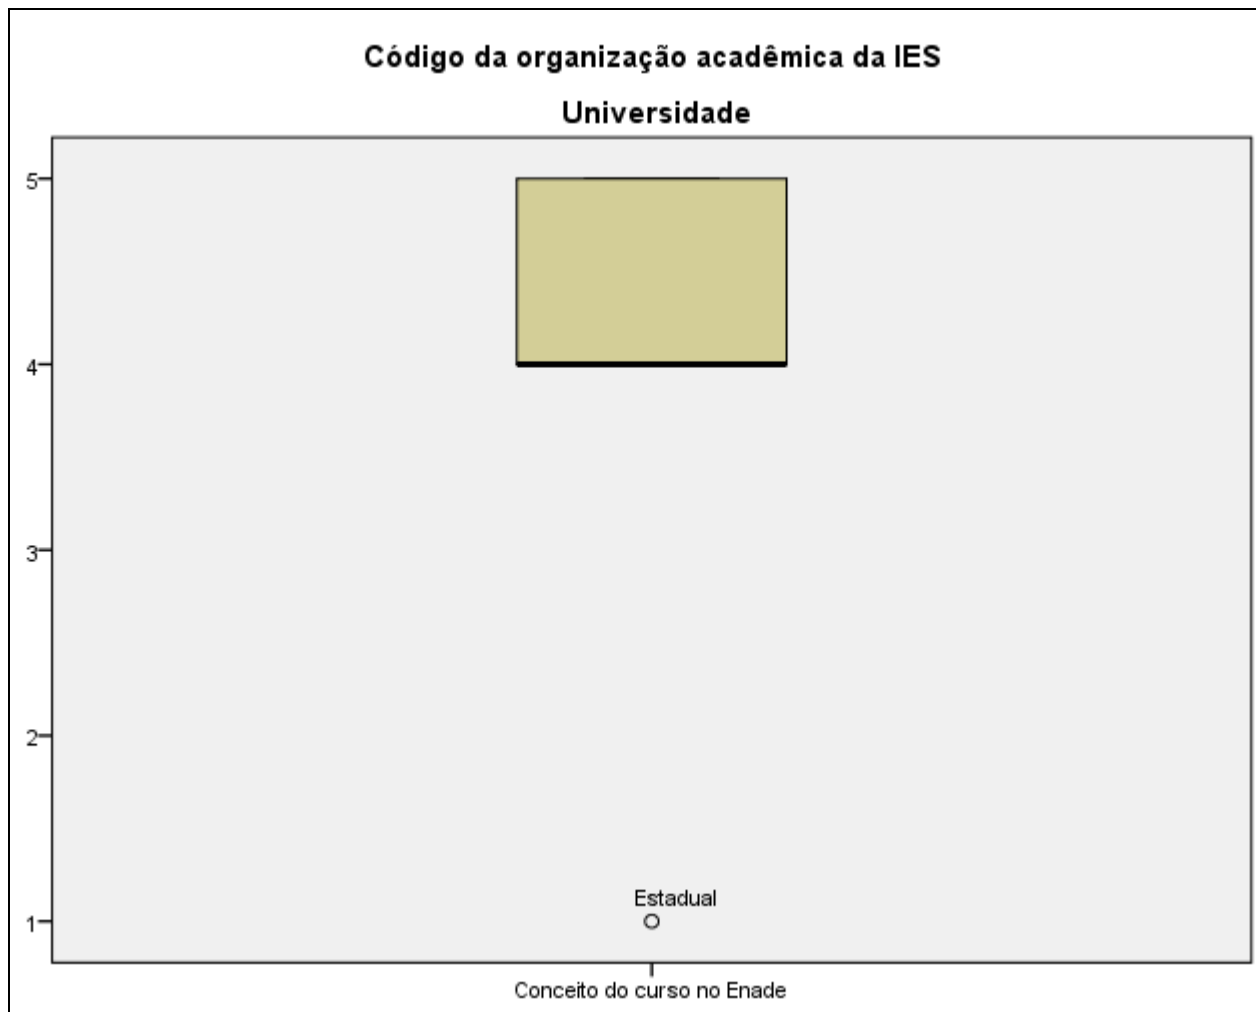 Código da organização acadêmica da IES
Universidade
5
4
3
2
1
Estadual
Conceito do curso no Enade